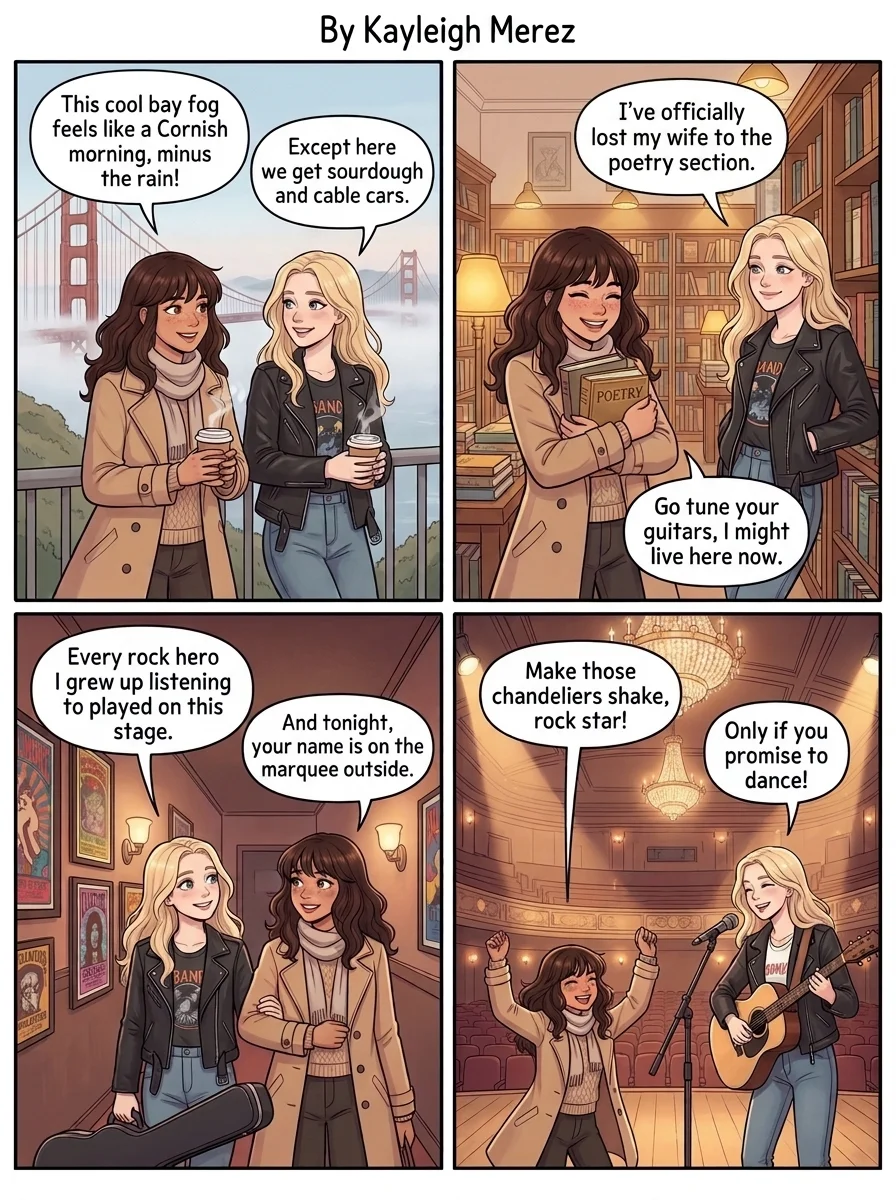 By Kayleigh Merez
This cool bay fog
feels like a Cornish
morning, minus
the rain!
Except here
we get sourdough
and cable cars.
I've officially
lost my wife to the
poetry section.
POETRY
Go tune your
guitars, I might
live here now.
Every rock hero
I grew up listening
to played on this
stage.
And tonight,
your name is on the
marquee outside.
BAND
Make those
chandeliers shake,
rock star!
Only if you
promise to
dance!